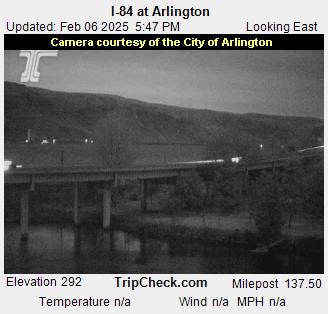 I-84 at Arlington
Updated: Feb 06 2025 5:47 PM Looking East
Camera courtesy of the City of Arlington
Elevation 292 TripCheck.com Milepost 137.50
Temperature n/a Wind n/a MPH n/a